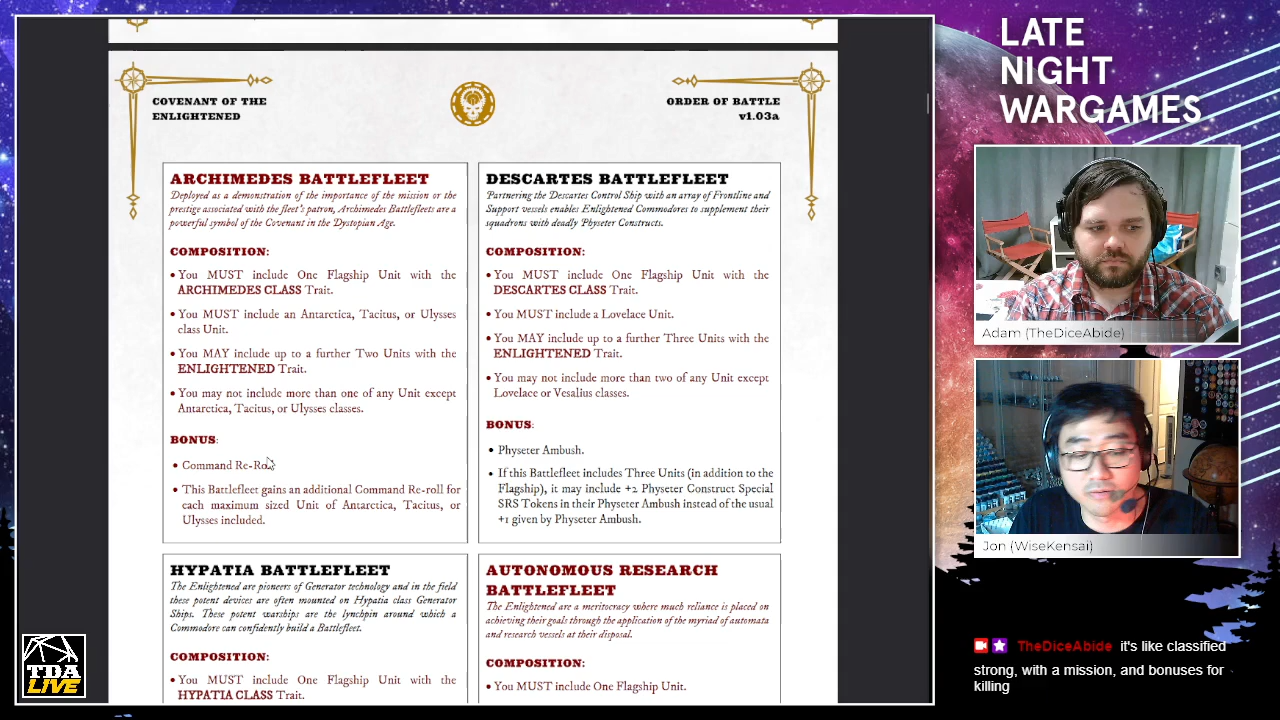 COVENANT OF THE
ENLIGHTENED
ORDER OF BATTLE
v1.03a
ARCHIMEDES BATTLEFLEET
Deployed as a demonstration of the importance of the mission or the
prestige associated with the fleet's patron, Archimedes Battlefleets are a
powerful symbol of the Covenant in the Dystopian Age.
COMPOSITION:
• You MUST include One Flagship Unit with the
ARCHIMEDES CLASS Trait.
• You MUST include an Antarctica, Tacitus, or Ulysses
class Unit.
• You MAY include up to a further Two Units with the
ENLIGHTENED Trait.
• You may not include more than one of any Unit except
Antarctica, Tacitus, or Ulysses classes.
BONUS:
• Command Re-Roll
• This Battlefleet gains an additional Command Re-roll for
each maximum sized Unit of Antarctica, Tacitus, or
Ulysses included.
DESCARTES BATTLEFLEET
Partnering the Descartes Control Ship with an array of Frontline and
Support vessels enables Enlightened Commodores to supplement their
squadrons with deadly Physeter Constructs.
COMPOSITION:
• You MUST include One Flagship Unit with the
DESCARTES CLASS Trait.
• You MUST include a Lovelace Unit.
• You MAY include up to a further Three Units with the
ENLIGHTENED Trait.
• You may not include more than two of any Unit except
Lovelace or Vesalius classes.
BONUS:
• Physeter Ambush.
• If this Battlefleet includes Three Units (in addition to the
Flagship), it may include +2 Physeter Construct Special
SRS Tokens in their Physeter Ambush instead of the usual
+1 given by Physeter Ambush.
HYPATIA BATTLEFLEET
The Enlightened are pioneers of Generator technology and in the field
these potent devices are often mounted on Hypatia class Generator
Ships. These potent warships are the lynchpin around which a
Commodore can confidently build a Battlefleet.
COMPOSITION:
• You MUST include One Flagship Unit with the
HYPATIA CLASS Trait.
AUTONOMOUS RESEARCH
BATTLEFLEET
The Enlightened are a meritocracy where much reliance is placed on
achieving their goals through the application of the myriad of automata
and research vessels at their disposal.
COMPOSITION:
• You MUST include One Flagship Unit.
LATE
NIGHT
WARGAMES
Adam (TheDiceAbide)
Jon (WiseKensai)
TheDiceAbide it's like classified
strong, with a mission, and bonuses for
killing
TDA
LIVE